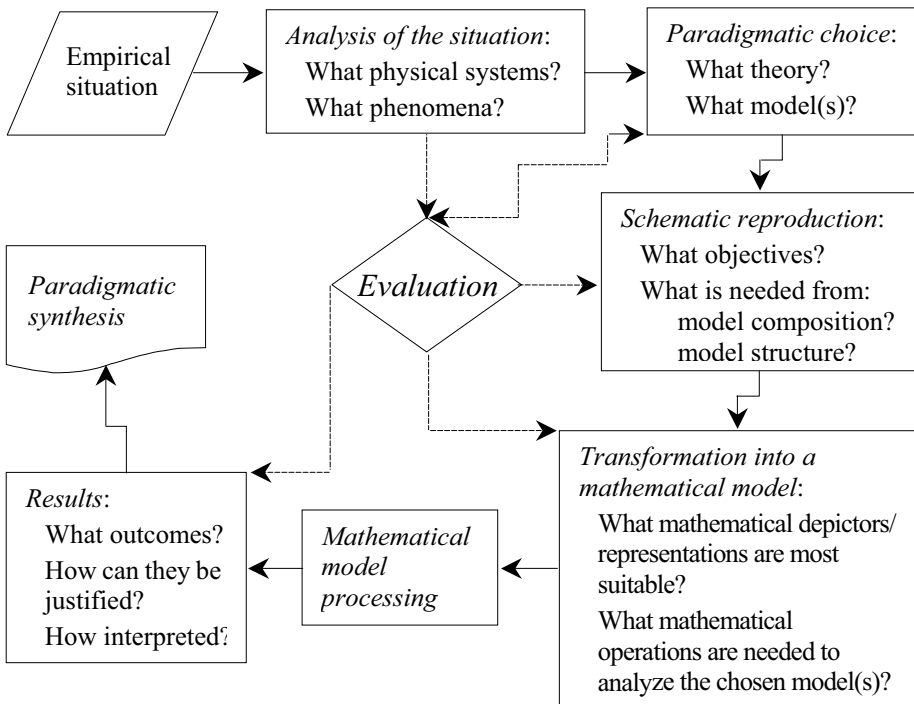 Empirical
situation
Analysis of the situation:
What physical systems?
What phenomena?
Paradigmatic choice:
What theory?
What model(s)?
Schematic reproduction:
What objectives?
What is needed from:
model composition?
model structure?
Evaluation
Paradigmatic
synthesis
Transformation into a
mathematical model:
What mathematical depictors/
representations are most
suitable?
What mathematical
operations are needed to
analyze the chosen model(s)?
Mathematical
model
processing
Results:
What outcomes?
How can they be
justified?
How interpreted?